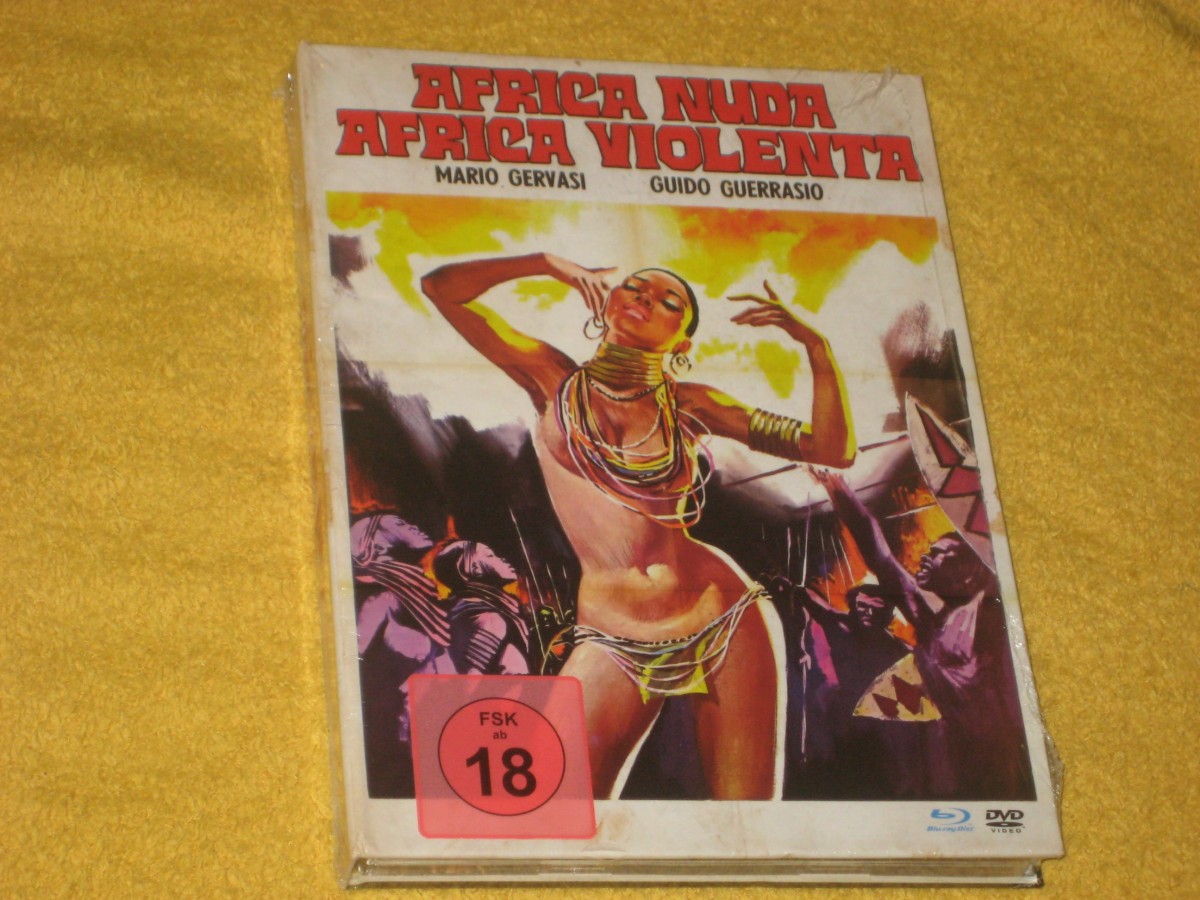 AFRICA NUDA
AFRICA VIOLENTA
MARIO GERVASI GUIDO GUERRASIO
FSK
ab
18
Blu-ray Disc
DVD
VIDEO